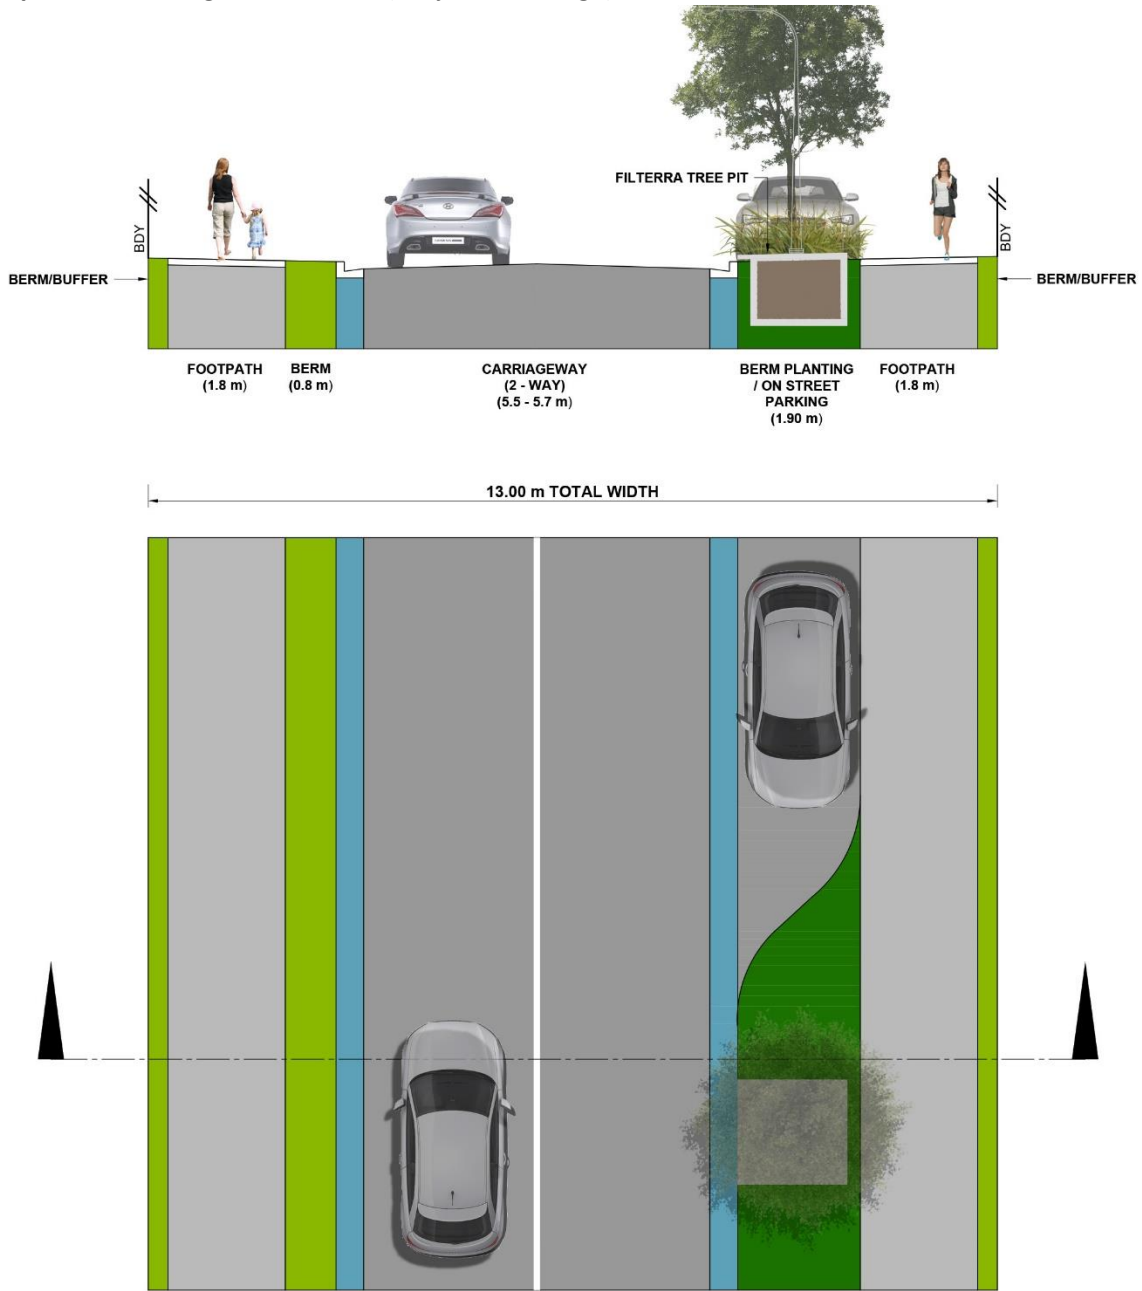 FILTERRA TREE PIT
BDY
BDY
BERM/BUFFER
BERM/BUFFER
FOOTPATH
(1.8 m)
BERM
(0.8 m)
CARRIAGEWAY
(2 - WAY)
(5.5 - 5.7 m)
BERM PLANTING
/ ON STREET
PARKING
(1.90 m)
FOOTPATH
(1.8 m)
13.00 m TOTAL WIDTH